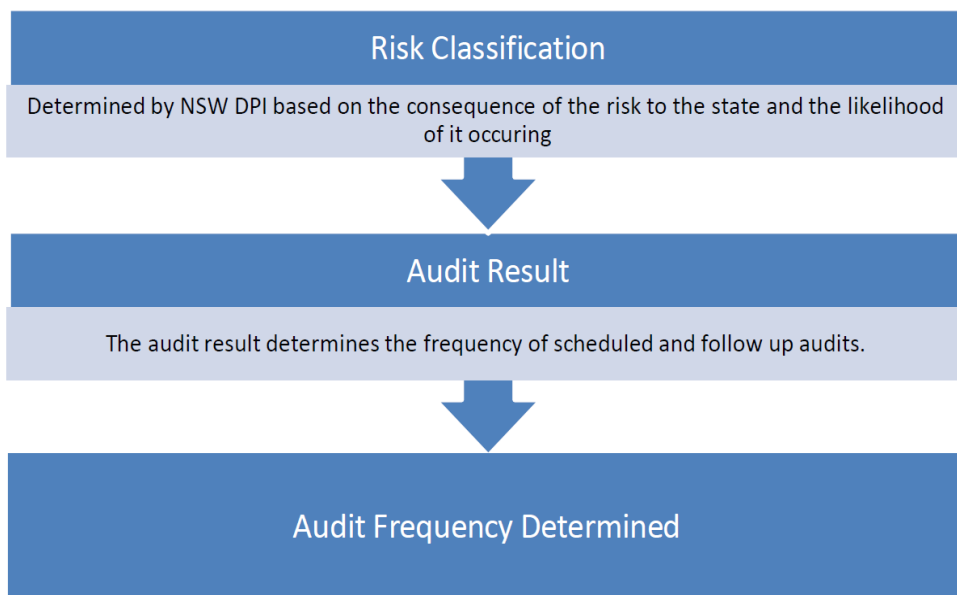 Risk Classification
Determined by NSW DPI based on the consequence of the risk to the state and the likelihood
of it occuring
Audit Result
The audit result determines the frequency of scheduled and follow up audits.
Audit Frequency Determined